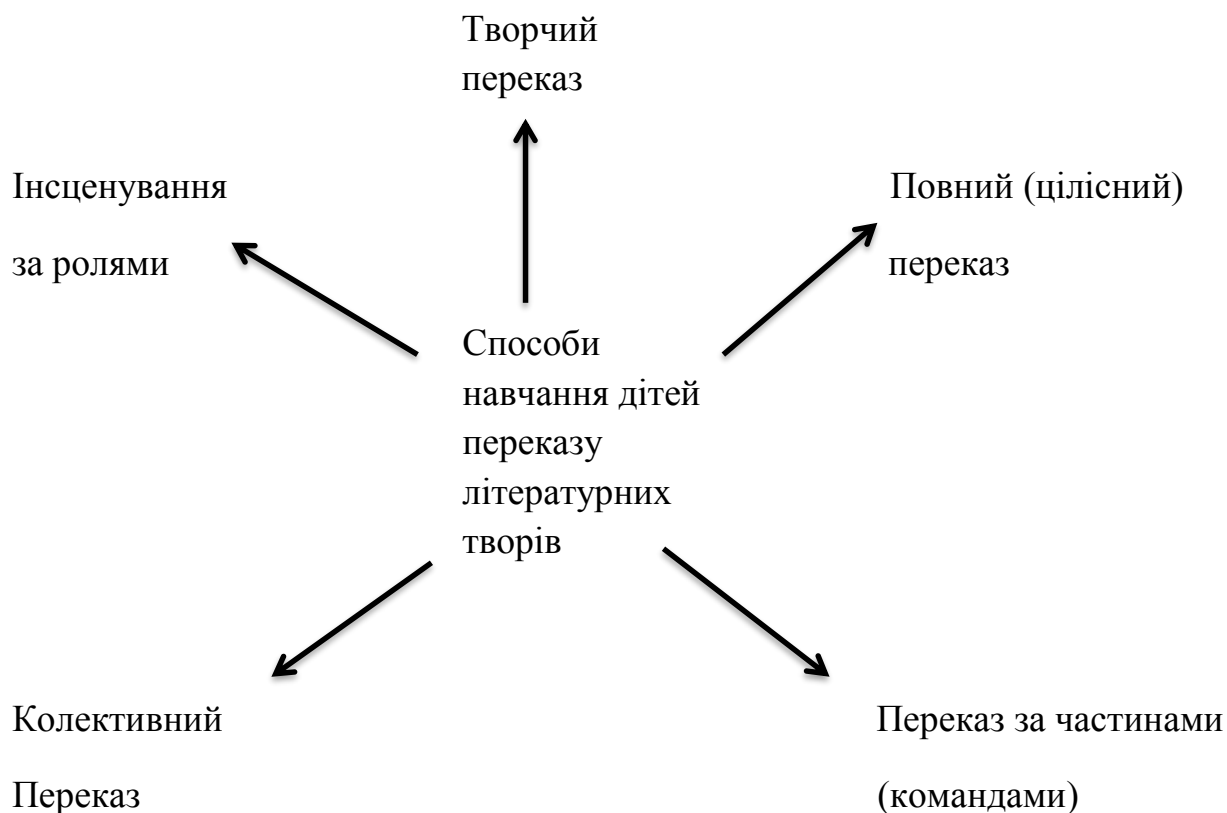 Творчий
переказ
Інсценування
за ролями
Повний (цілісний)
переказ
Способи
навчання дітей
переказу
літературних
творів
Колективний
Переказ
Переказ за частинами
(командами)